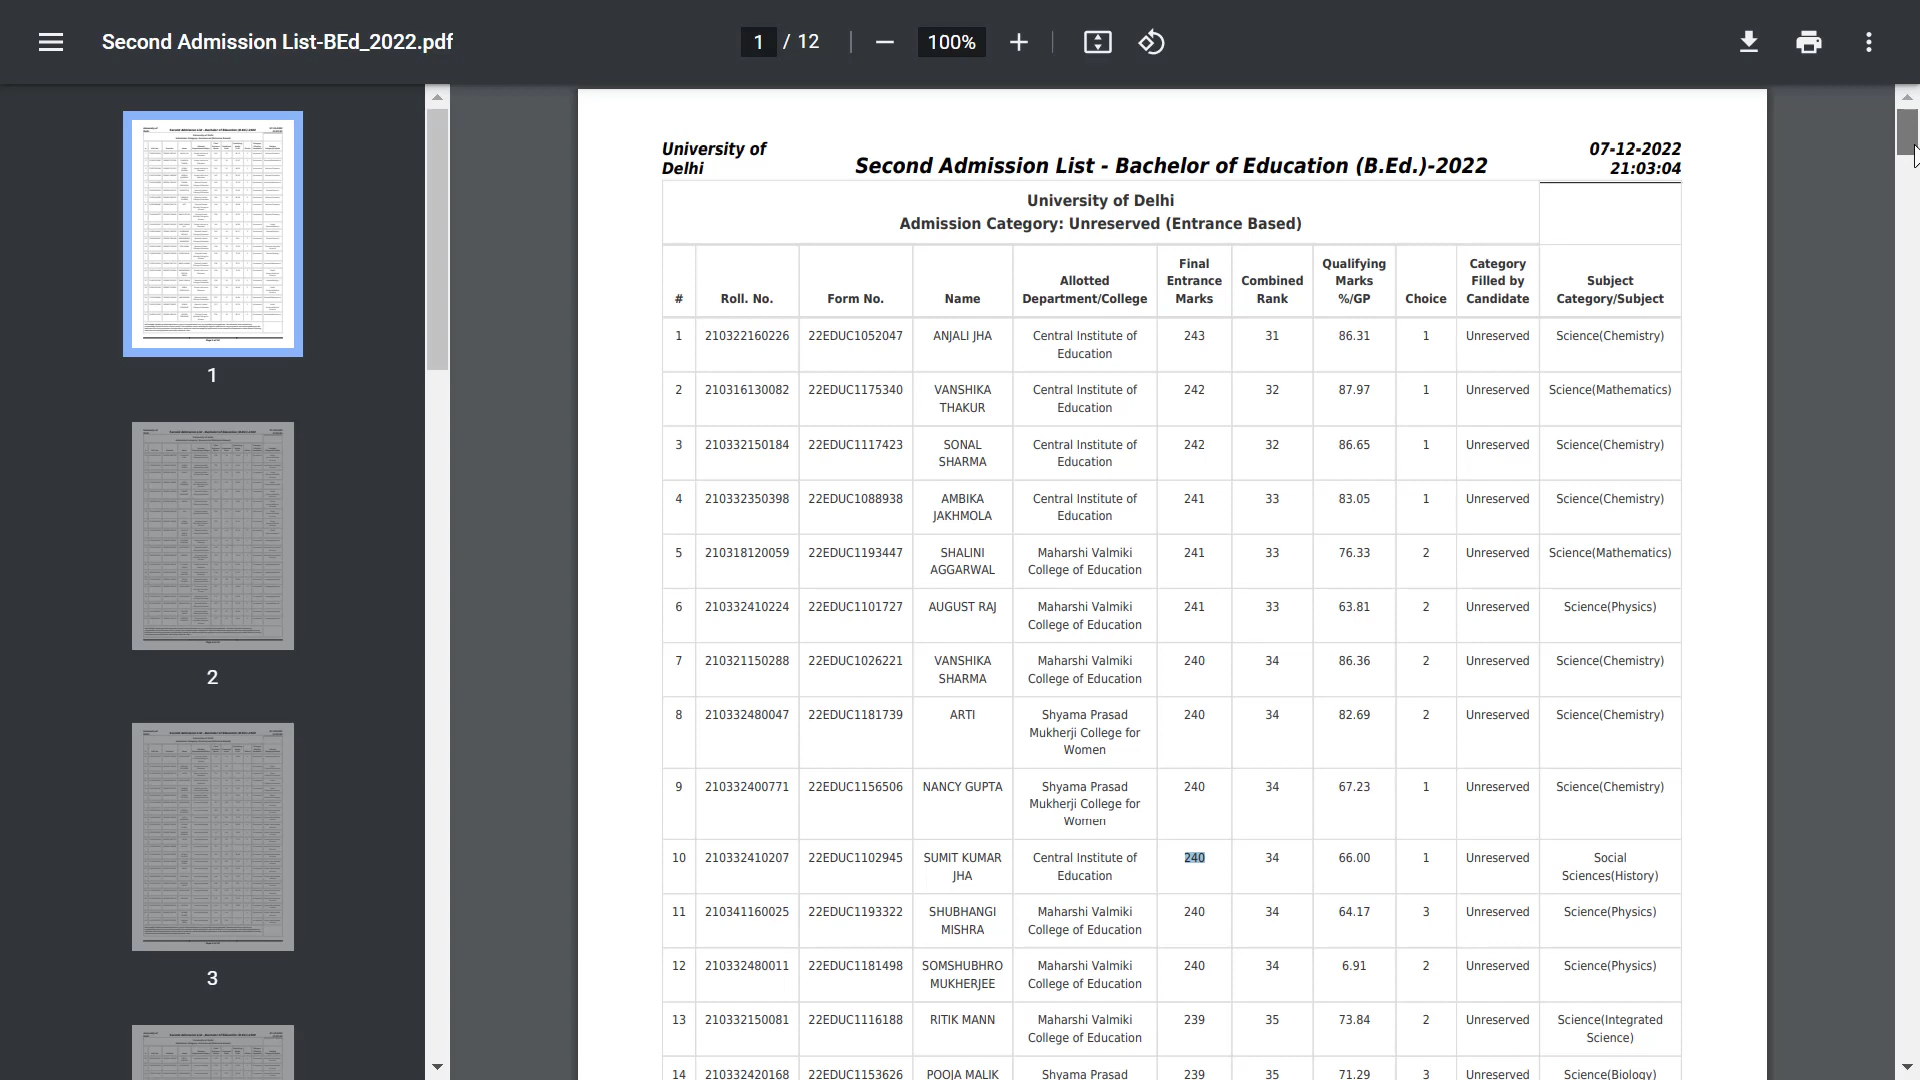 Second Admission List-BEd_2022.pdf
1 / 12
100%
1
2
3
University of
Delhi
Second Admission List - Bachelor of Education (B.Ed.)-2022
07-12-2022
21:03:04
University of Delhi
Admission Category: Unreserved (Entrance Based)
# Roll. No. Form No. Name Allotted Department/College Final Entrance Marks Combined Rank Qualifying Marks %/GP Choice Category Filled by Candidate Subject Category/Subject
1 210322160226 22EDUC1052047 ANJALI JHA Central Institute of Education 243 31 86.31 1 Unreserved Science(Chemistry)
2 210316130082 22EDUC1175340 VANSHIKA THAKUR Central Institute of Education 242 32 87.97 1 Unreserved Science(Mathematics)
3 210332150184 22EDUC1117423 SONAL SHARMA Central Institute of Education 242 32 86.65 1 Unreserved Science(Chemistry)
4 210332350398 22EDUC1088938 AMBIKA JAKHMOLA Central Institute of Education 241 33 83.05 1 Unreserved Science(Chemistry)
5 210318120059 22EDUC1193447 SHALINI AGGARWAL Maharshi Valmiki College of Education 241 33 76.33 2 Unreserved Science(Mathematics)
6 210332410224 22EDUC1101727 AUGUST RAJ Maharshi Valmiki College of Education 241 33 63.81 2 Unreserved Science(Physics)
7 210321150288 22EDUC1026221 VANSHIKA SHARMA Maharshi Valmiki College of Education 240 34 86.36 2 Unreserved Science(Chemistry)
8 210332480047 22EDUC1181739 ARTI Shyama Prasad Mukherji College for Women 240 34 82.69 2 Unreserved Science(Chemistry)
9 210332400771 22EDUC1156506 NANCY GUPTA Shyama Prasad Mukherji College for Women 240 34 67.23 1 Unreserved Science(Chemistry)
10 210332410207 22EDUC1102945 SUMIT KUMAR JHA Central Institute of Education 240 34 66.00 1 Unreserved Social Sciences(History)
11 210341160025 22EDUC1193322 SHUBHANGI MISHRA Maharshi Valmiki College of Education 240 34 64.17 3 Unreserved Science(Physics)
12 210332480011 22EDUC1181498 SOMSHUBHRO MUKHERJEE Maharshi Valmiki College of Education 240 34 6.91 2 Unreserved Science(Physics)
13 210332150081 22EDUC1116188 RITIK MANN Maharshi Valmiki College of Education 239 35 73.84 2 Unreserved Science(Integrated Science)
14 210332420168 22EDUC1153626 POOJA MALIK Shyama Prasad 239 35 71.29 3 Unreserved Science(Biology)